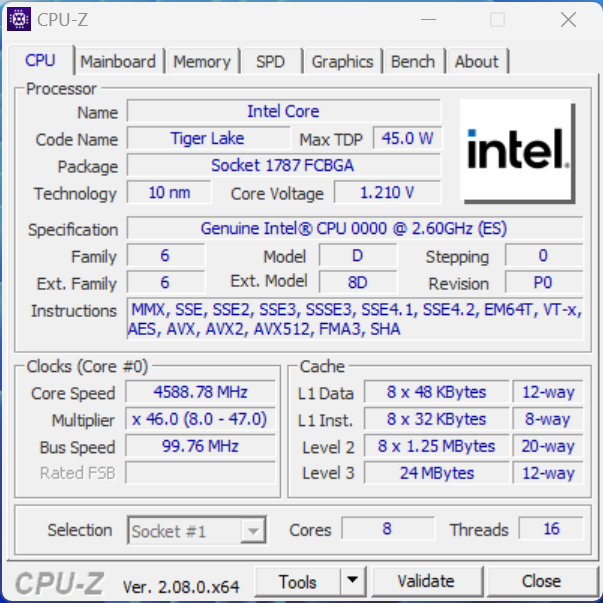 CPU-Z
CPU Mainboard Memory SPD Graphics Bench About
Processor
Name Intel Core
Code Name Tiger Lake Max TDP 45.0 W
Package Socket 1787 FCBGA
Technology 10 nm Core Voltage 1.210 V
intel.
Specification Genuine Intel® CPU 0000 @ 2.60GHz (ES)
Family 6 Model D Stepping 0
Ext. Family 6 Ext. Model 8D Revision P0
Instructions MMX, SSE, SSE2, SSE3, SSSE3, SSE4.1, SSE4.2, EM64T, VT-x,
AES, AVX, AVX2, AVX512, FMA3, SHA
Clocks (Core #0)
Core Speed 4588.78 MHz
Multiplier x 46.0 (8.0 - 47.0)
Bus Speed 99.76 MHz
Rated FSB
Cache
L1 Data 8 x 48 KBytes 12-way
L1 Inst. 8 x 32 KBytes 8-way
Level 2 8 x 1.25 MBytes 20-way
Level 3 24 MBytes 12-way
Selection Socket #1 Cores 8 Threads 16
CPU-Z Ver. 2.08.0.x64 Tools Validate Close